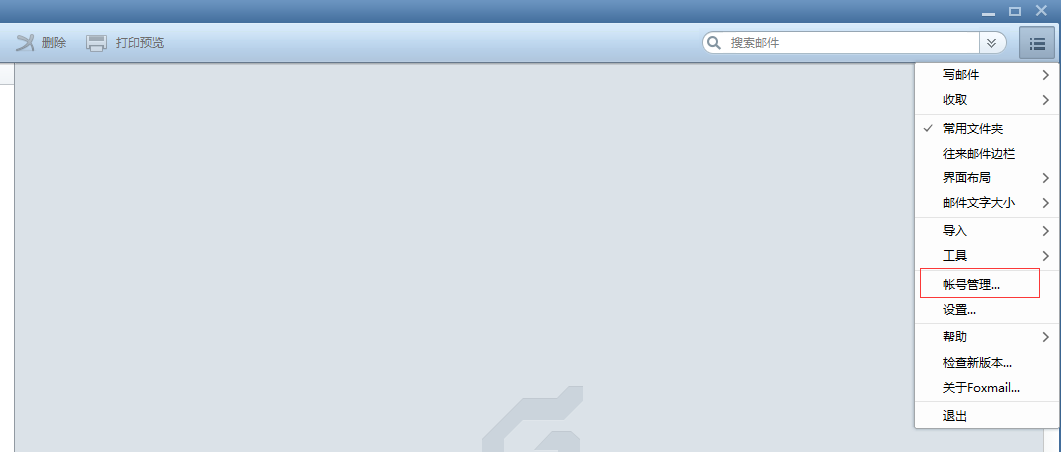 删除 打印预览 搜索邮件
写邮件
收取
常用文件夹
往来邮件边栏
界面布局
邮件文字大小
导入
工具
帐号管理...
设置...
帮助
检查新版本...
关于Foxmail...
退出